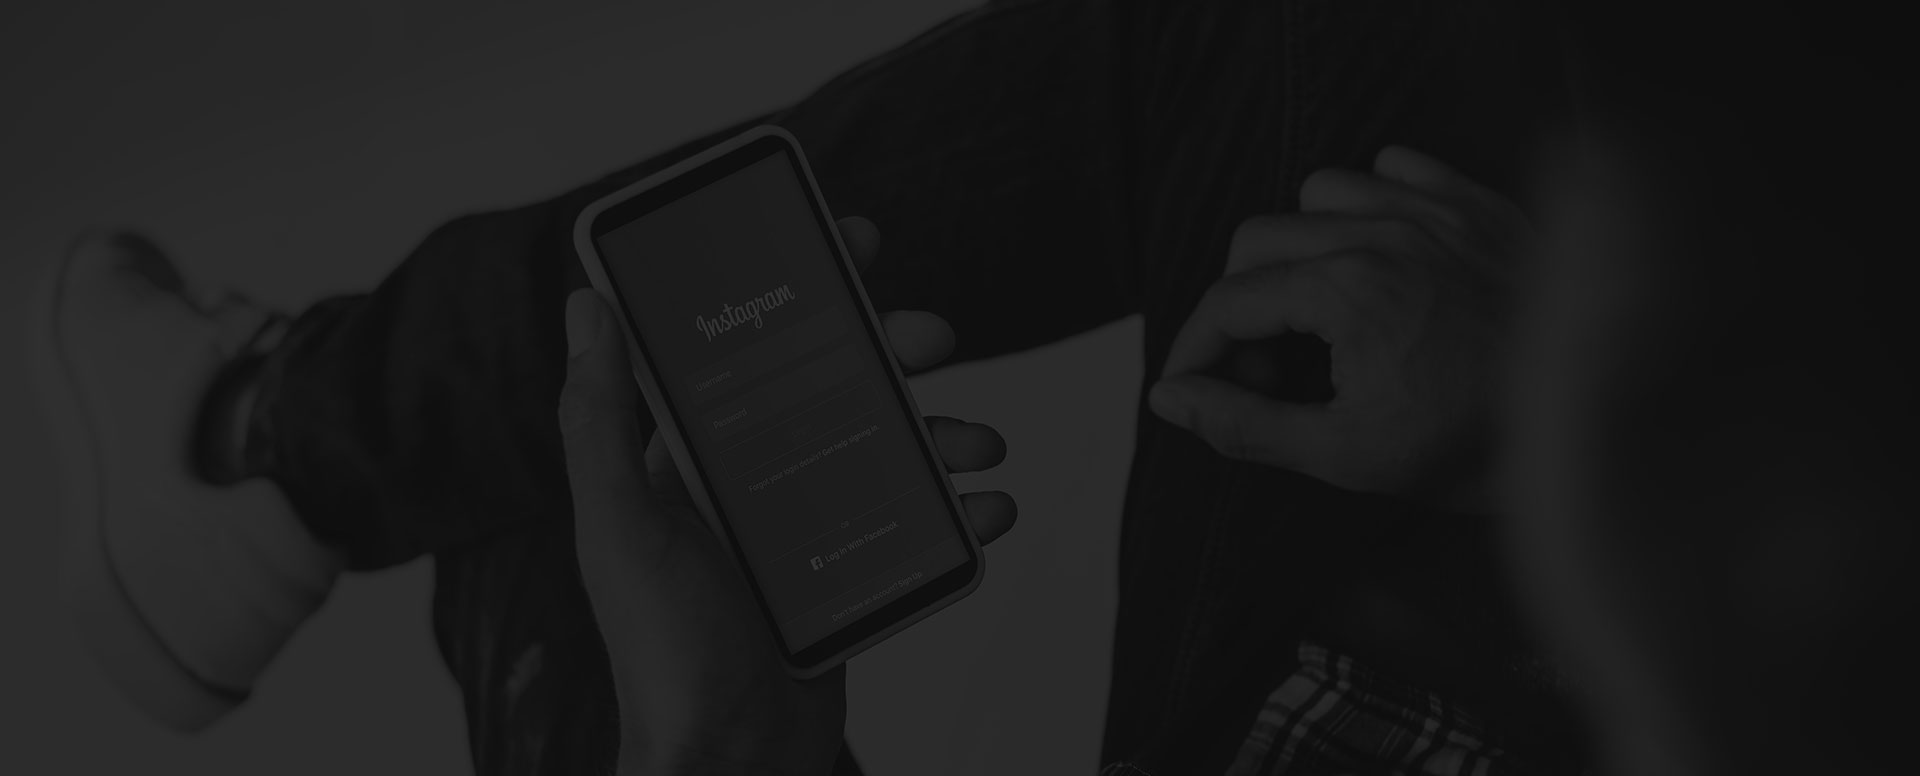 Instagram
Username
Password
Forgot your login details? Get help signing in.
OR
Log In With Facebook
Don't have an account? Sign Up.